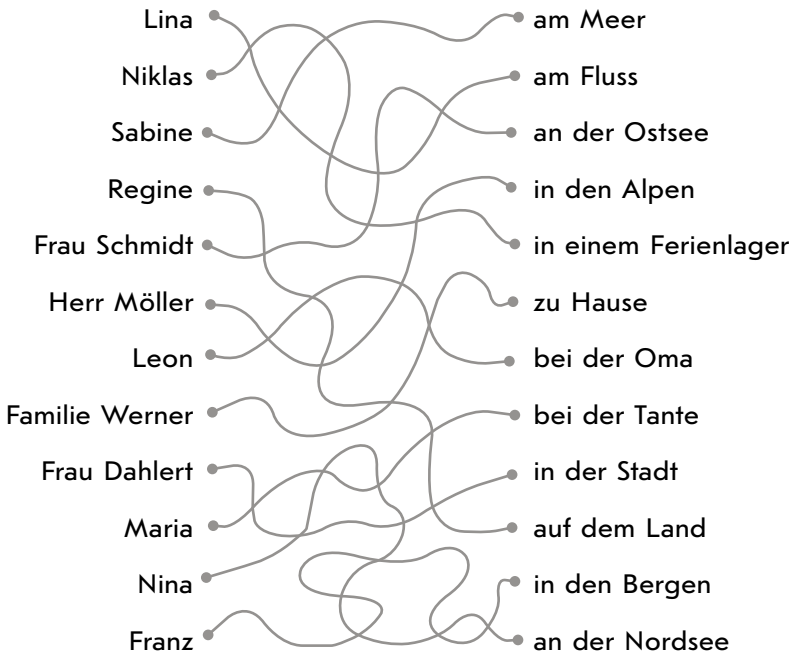 Lina am Meer
Niklas am Fluss
Sabine an der Ostsee
Regine in den Alpen
Frau Schmidt in einem Ferienlager
Herr Möller zu Hause
Leon bei der Oma
Familie Werner bei der Tante
Frau Dahlert in der Stadt
Maria auf dem Land
Nina in den Bergen
Franz an der Nordsee